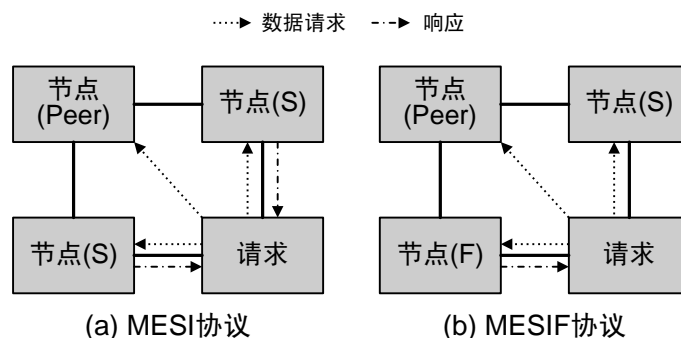 数据请求 响应
节点
(Peer)
节点(S)
节点
(Peer)
节点(S)
节点(S)
请求
节点(F)
请求
(a) MESI协议
(b) MESIF协议